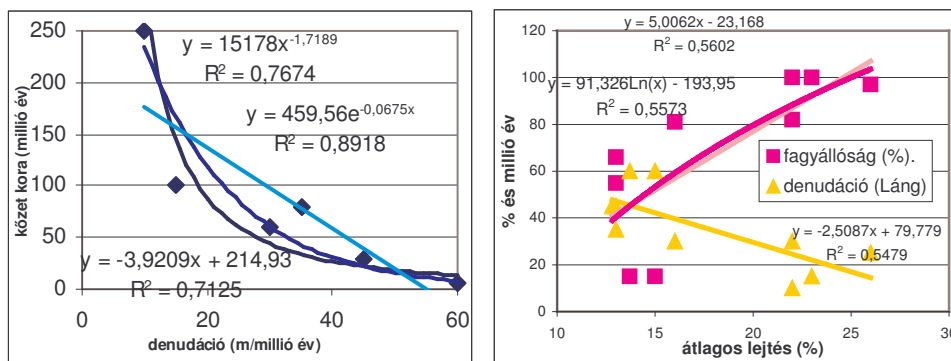 250
200
150
100
50
0
kőzet kora (millió év)
y = 15178x-1,7189
R2 = 0,7674
y = 459,56e-0,0675x
R2 = 0,8918
y = -3,9209x + 214,93
R2 = 0,7125
0 20 40 60
denudáció (m/millió év)
y = 5,0062x - 23,168
R2 = 0,5602
y = 91,326Ln(x) - 193,95
R2 = 0,5573
120
100
80
60
40
20
0
% és millió év
fagyállóság (%).
denudáció (Láng)
y = -2,5087x + 79,779
R2 = 0,5479
10 15 20 25 30
átlagos lejtés (%)